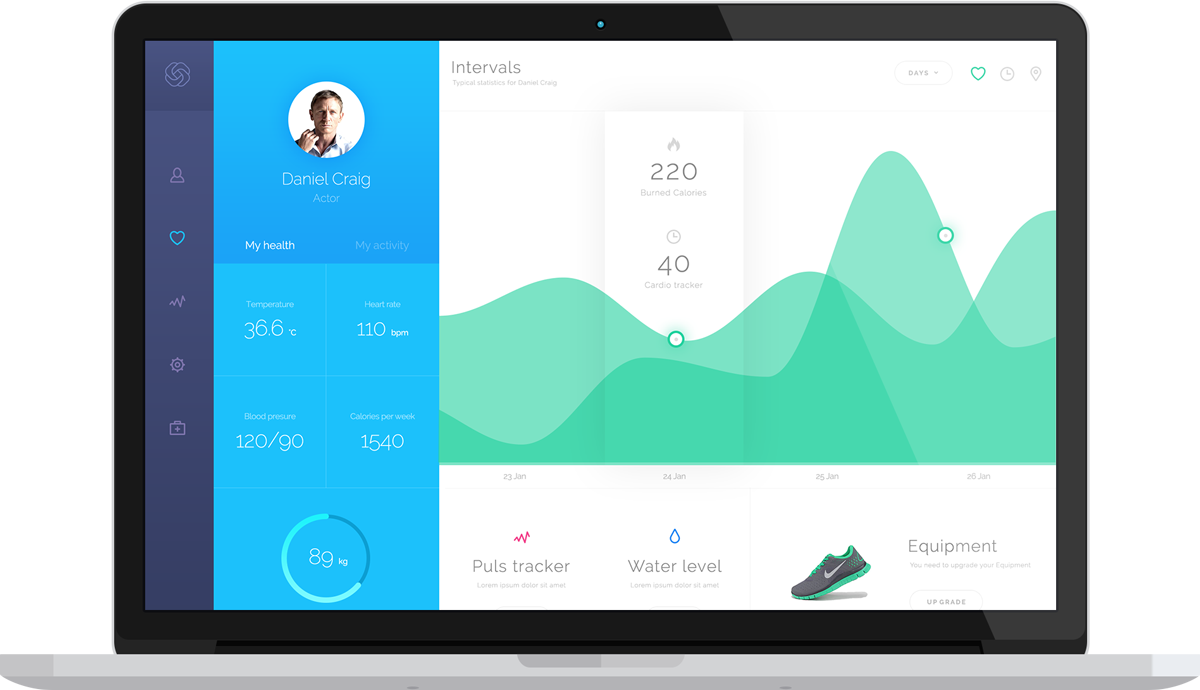 Daniel Craig
Actor
My health
My activity
Temperature
36.6 °c
Heart rate
110 bpm
Blood presure
120/90
Calories per week
1540
89 kg
Intervals
Typical statistics for Daniel Craig
DAYS
220
Burned Calories
40
Cardio tracker
23 Jan
24 Jan
25 Jan
26 Jan
Puls tracker
Lorem ipsum dolor sit amet
Water level
Lorem ipsum dolor sit amet.
Equipment
You need to upgrade your Equipment
UPGRADE